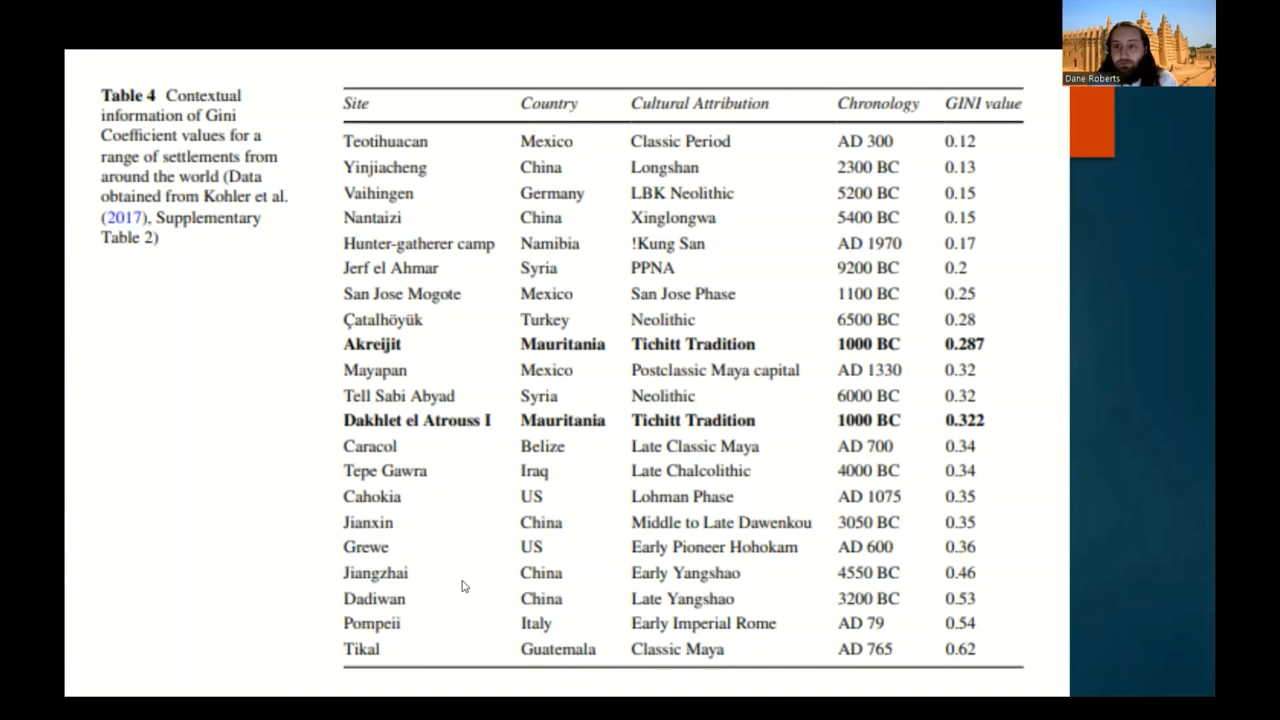 Dane Roberts
Table 4 Contextual
information of Gini
Coefficient values for a
range of settlements from
around the world (Data
obtained from Kohler et al.
(2017), Supplementary
Table 2)
Site Country Cultural Attribution Chronology GINI value
Teotihuacan Mexico Classic Period AD 300 0.12
Yinjiacheng China Longshan 2300 BC 0.13
Vaihingen Germany LBK Neolithic 5200 BC 0.15
Nantaizi China Xinglongwa 5400 BC 0.15
Hunter-gatherer camp Namibia !Kung San AD 1970 0.17
Jerf el Ahmar Syria PPNA 9200 BC 0.2
San Jose Mogote Mexico San Jose Phase 1100 BC 0.25
Çatalhöyük Turkey Neolithic 6500 BC 0.28
Akreijit Mauritania Tichitt Tradition 1000 BC 0.287
Mayapan Mexico Postclassic Maya capital AD 1330 0.32
Tell Sabi Abyad Syria Neolithic 6000 BC 0.32
Dakhlet el Atrouss I Mauritania Tichitt Tradition 1000 BC 0.322
Caracol Belize Late Classic Maya AD 700 0.34
Tepe Gawra Iraq Late Chalcolithic 4000 BC 0.34
Cahokia US Lohman Phase AD 1075 0.35
Jianxin China Middle to Late Dawenkou 3050 BC 0.35
Grewe US Early Pioneer Hohokam AD 600 0.36
Jiangzhai China Early Yangshao 4550 BC 0.46
Dadiwan China Late Yangshao 3200 BC 0.53
Pompeii Italy Early Imperial Rome AD 79 0.54
Tikal Guatemala Classic Maya AD 765 0.62